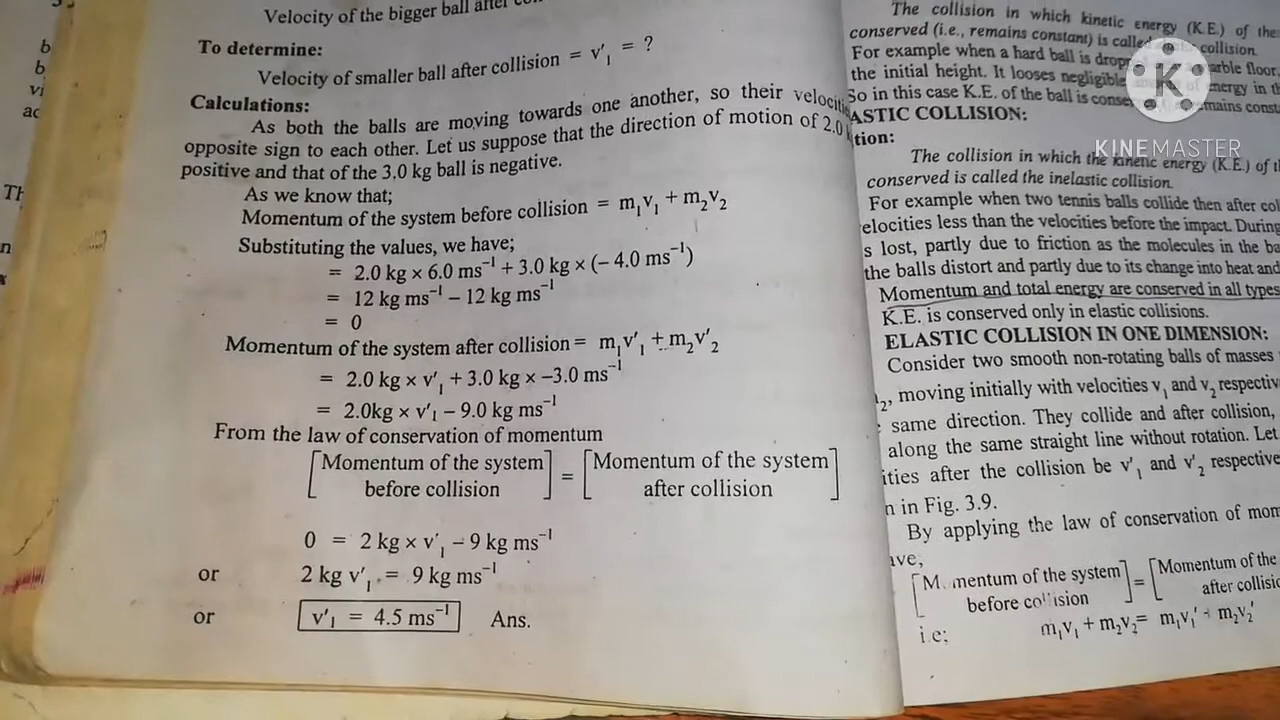 Velocity of the bigger ball after
To determine:
Velocity of smaller ball after collision = v′₁ = ?
Calculations:
As both the balls are moving towards one another, so their
opposite sign to each other. Let us suppose that the direction of motion of 2.0
positive and that of the 3.0 kg ball is negative.
As we know that;
Momentum of the system before collision = m₁v₁ + m₂v₂
Substituting the values, we have;
= 2.0 kg × 6.0 ms⁻¹ + 3.0 kg × (– 4.0 ms⁻¹)
= 12 kg ms⁻¹ – 12 kg ms⁻¹
= 0
Momentum of the system after collision = m₁v′₁ + m₂v′₂
= 2.0 kg × v′₁ + 3.0 kg × –3.0 ms⁻¹
= 2.0kg × v′₁ – 9.0 kg ms⁻¹
From the law of conservation of momentum
[Momentum of the system before collision] = [Momentum of the system after collision]
0 = 2 kg × v′₁ – 9 kg ms⁻¹
or 2 kg v′₁ = 9 kg ms⁻¹
or v′₁ = 4.5 ms⁻¹ Ans.
The collision in which kinetic energy (K.E.) of the
conserved (i.e., remains constant) is called collision.
For example when a hard ball is floor.
the initial height. It looses negligible in
So in this case K.E. of the ball is
ASTIC COLLISION:
tion:
The collision in which the kinetic energy (K.E.) of
conserved is called the inelastic collision.
For example when two tennis balls collide then after
elocities less than the velocities before the impact. During
s lost, partly due to friction as the molecules in the
the balls distort and partly due to its change into heat and
Momentum and total energy are conserved in all types
K.E. is conserved only in elastic collisions.
ELASTIC COLLISION IN ONE DIMENSION:
Consider two smooth non-rotating balls of masses
₂, moving initially with velocities v₁ and v₂
same direction. They collide and after collision,
along the same straight line without rotation. Let
ities after the collision be v′₁ and v′₂
n in Fig. 3.9.
By applying the law of conservation of
ave,
[Momentum of the system before collision] = [Momentum of the after
i.e; m₁v₁ + m₂v₂ = m₁v₁′ + m₂v₂′
K
KINEMASTER